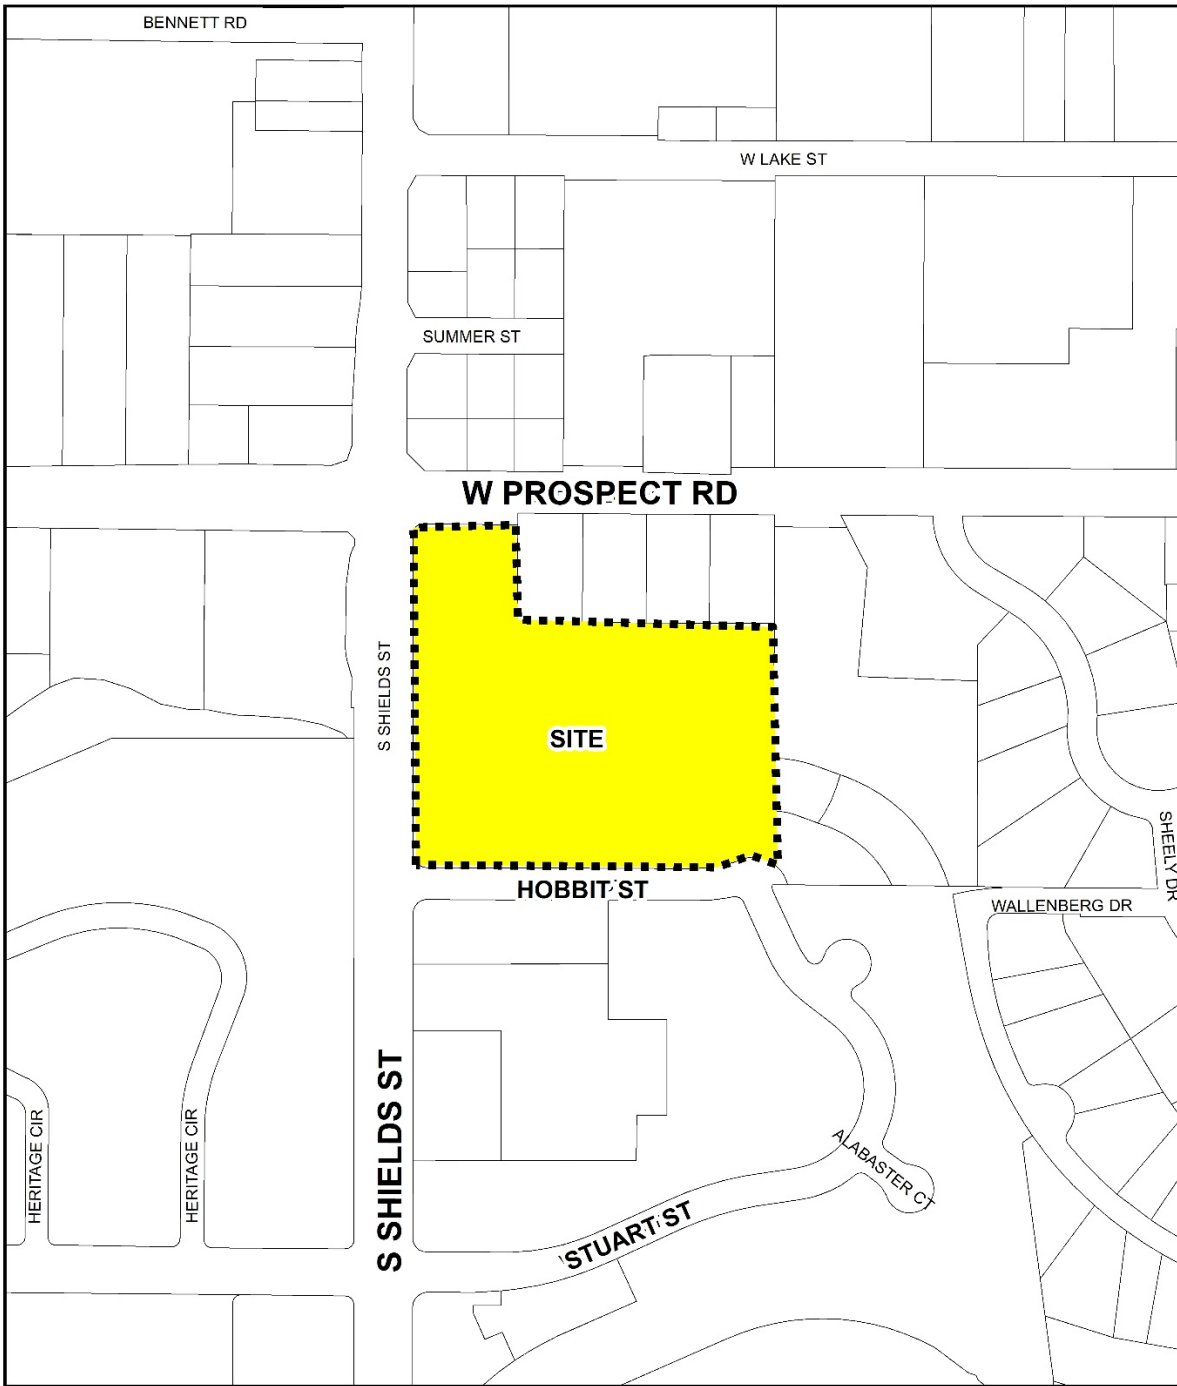 BENNETT RD
W LAKE ST
SUMMER ST
W PROSPECT RD
S SHIELDS ST
SITE
SHEELY DR
HOBBIT ST
WALLENBERG DR
S SHIELDS ST
HERITAGE CIR
HERITAGE CIR
ALABASTER CT
STUART ST